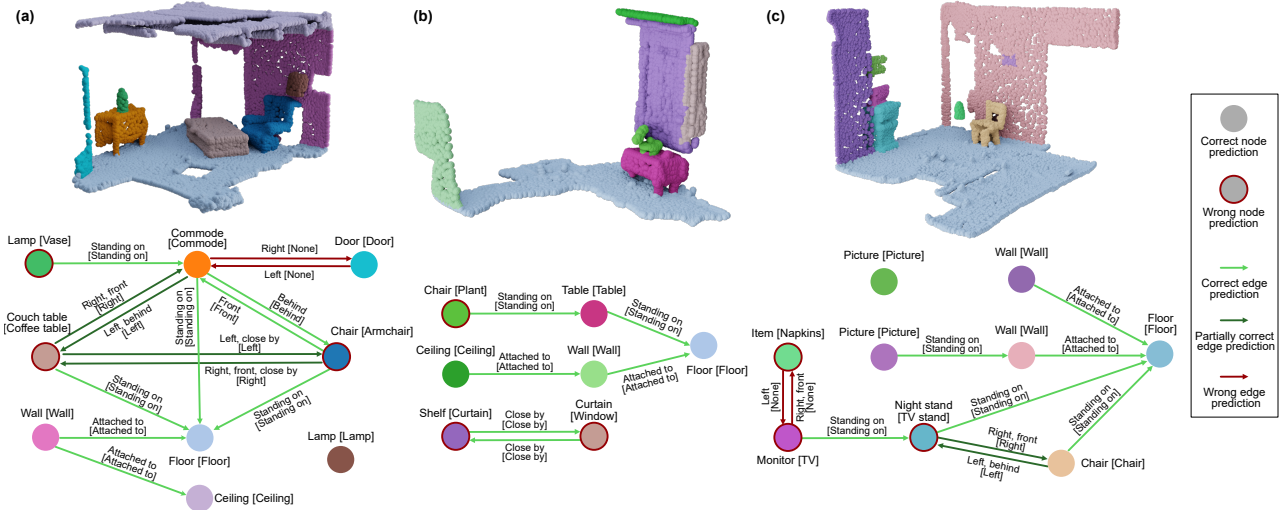 (a)
Lamp [Vase]
Standing on
[Standing on]
Commode
[Commode]
Right [None]
Left [None]
Door [Door]
Right, front
[Right]
Left, behind
[Left]
Standing on
[Standing on]
Front
[Front]
Behind
[Behind]
Couch table
[Coffee table]
Left, close by
[Left]
Right, front, close by
[Right]
Chair [Armchair]
Standing on
[Standing on]
Standing on
[Standing on]
Wall [Wall]
Attached to
[Attached to]
Floor [Floor]
Lamp [Lamp]
Attached to
[Attached to]
Ceiling [Ceiling]
(b)
Chair [Plant]
Standing on
[Standing on]
Table [Table]
Standing on
[Standing on]
Ceiling [Ceiling]
Attached to
[Attached to]
Wall [Wall]
Attached to
[Attached to]
Floor [Floor]
Shelf [Curtain]
Close by
[Close by]
Close by
[Close by]
Curtain
[Window]
(c)
Picture [Picture]
Wall [Wall]
Attached to
[Attached to]
Floor
[Floor]
Item [Napkins]
Picture [Picture]
Standing on
[Standing on]
Wall [Wall]
Attached to
[Attached to]
Left
[None]
Right, front
[None]
Monitor [TV]
Standing on
[Standing on]
Night stand
[TV stand]
Standing on
[Standing on]
Standing on
[Standing on]
Right, front
[Right]
Left, behind
[Left]
Chair [Chair]
Correct node
prediction
Wrong node
prediction
Correct edge
prediction
Partially correct
edge prediction
Wrong edge
prediction